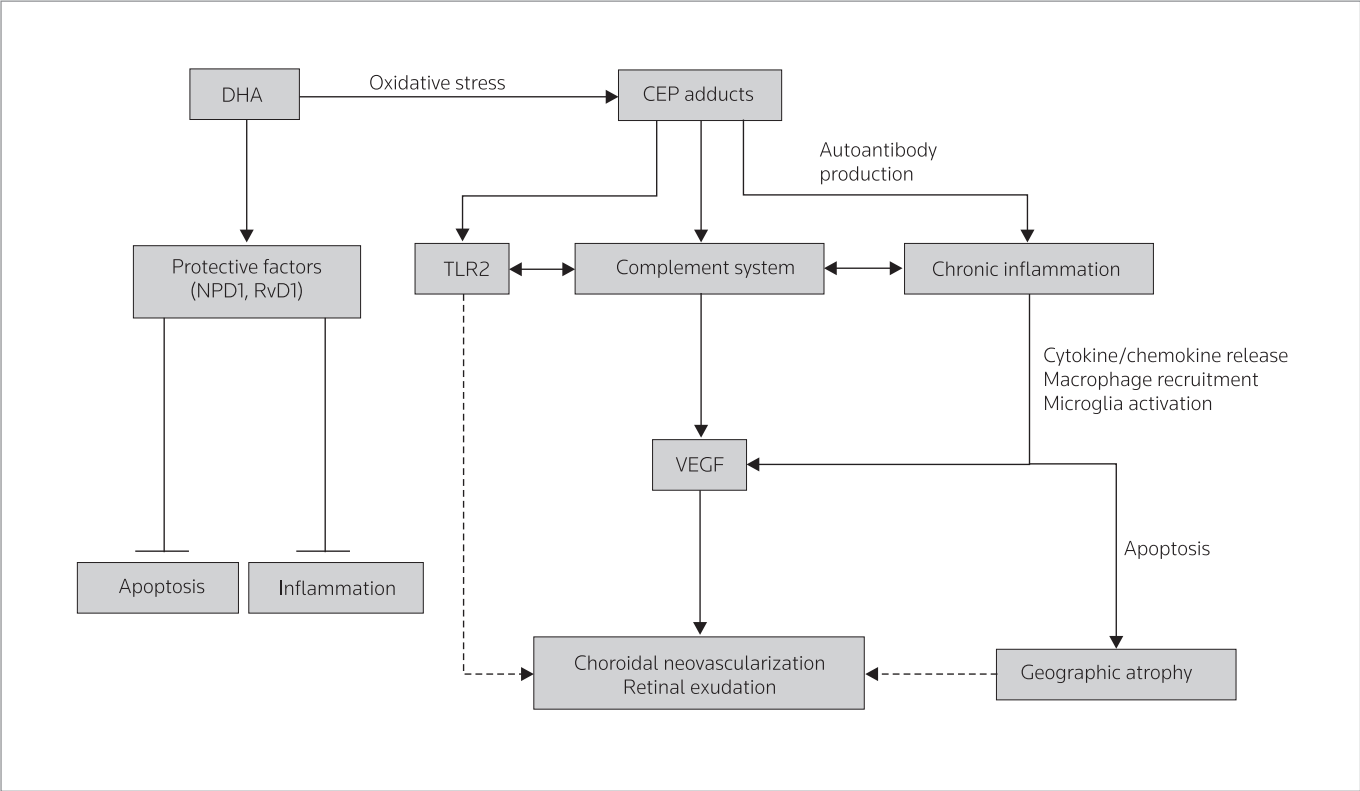 DHA
Oxidative stress
CEP adducts
Autoantibody
production
Protective factors
(NPD1, RvD1)
TLR2
Complement system
Chronic inflammation
Cytokine/chemokine release
Macrophage recruitment
Microglia activation
VEGF
Apoptosis
Apoptosis
Inflammation
Choroidal neovascularization
Retinal exudation
Geographic atrophy